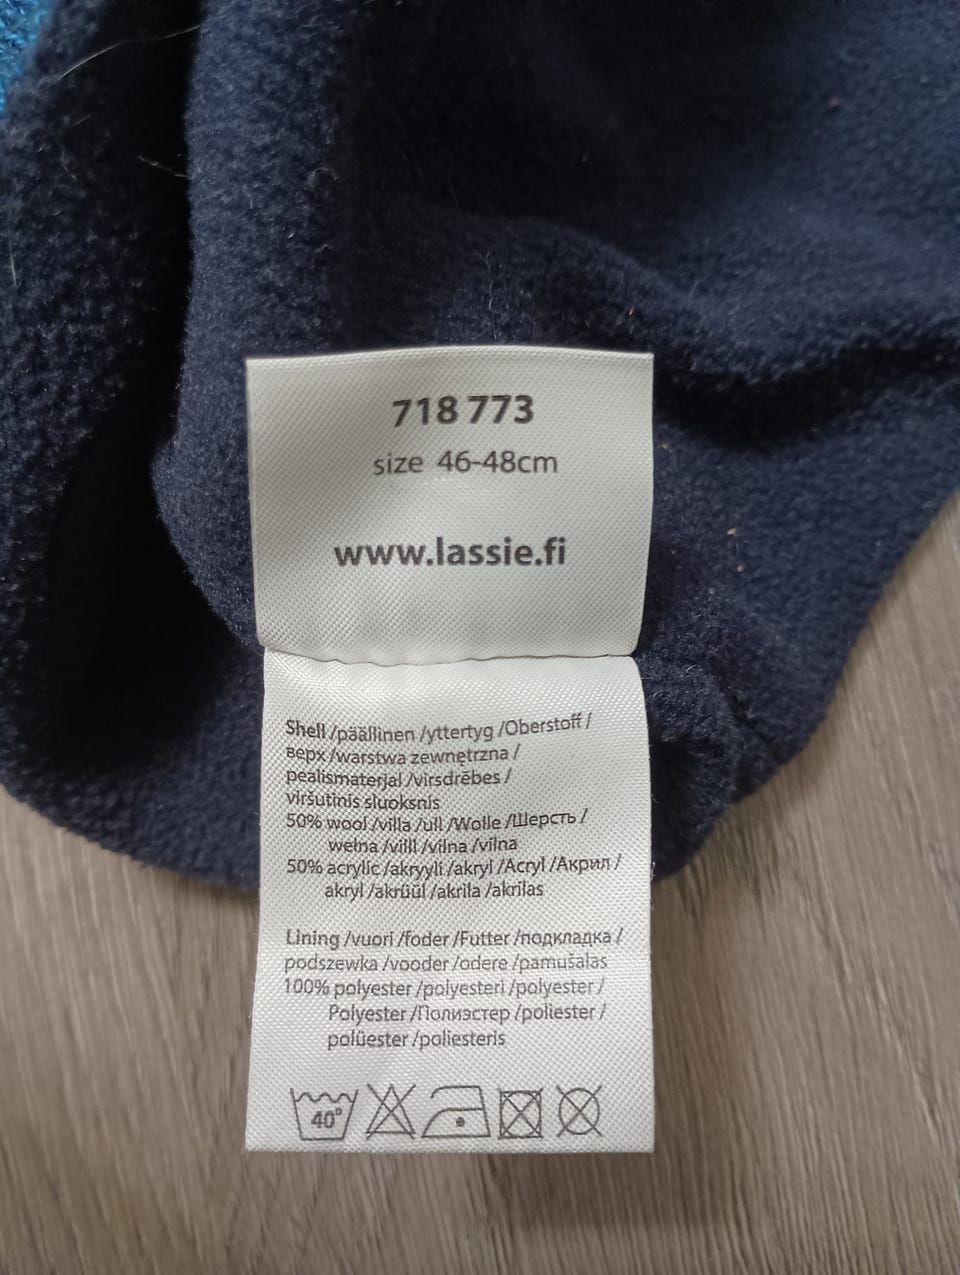 718 773
size 46-48cm
www.lassie.fi
Shell /päällinen /yttertyg /Oberstoff /
верх /warstwa zewnętrzna /
pealismaterjal /virsdrēbes /
viršutinis sluoksnis
50% wool /villa /ull /Wolle /Шерсть /
wełna /villl /vilna /vilna
50% acrylic /akryyli /akryl /Acryl /Акрил /
akryl /akrüül /akrila /akrilas
Lining /vuori /foder /Futter /подкладка /
podszewka /vooder /odere /pamušalas
100% polyester /polyesteri /polyester /
Polyester /Полиэстер /poliester /
polüester /poliesteris
40°